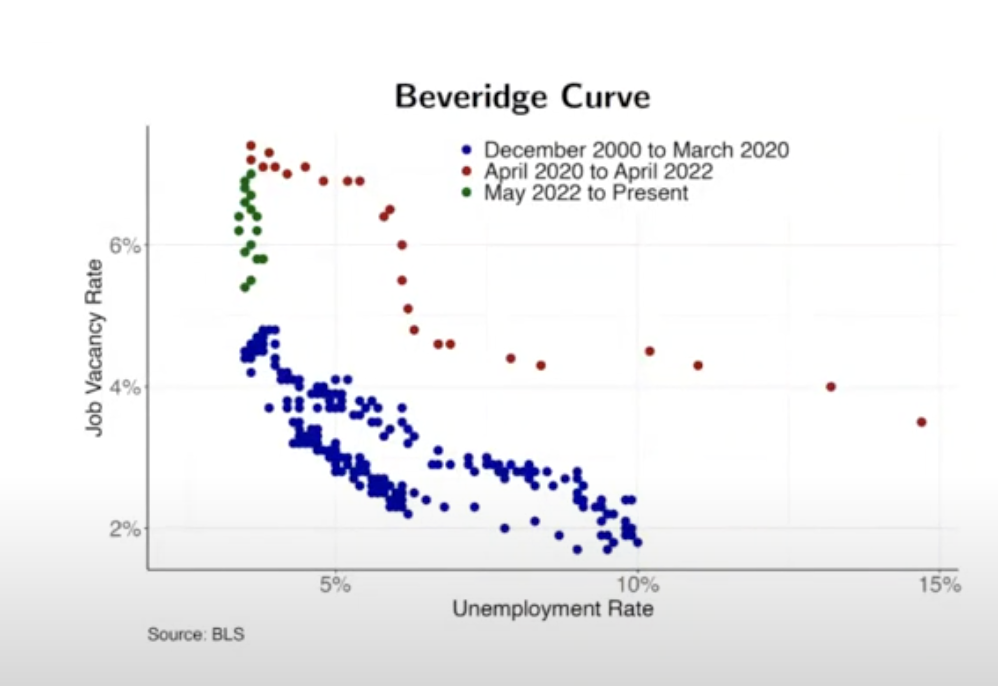 Beveridge Curve
December 2000 to March 2020
April 2020 to April 2022
May 2022 to Present
Job Vacancy Rate
6%
4%
2%
5%
10%
15%
Unemployment Rate
Source: BLS